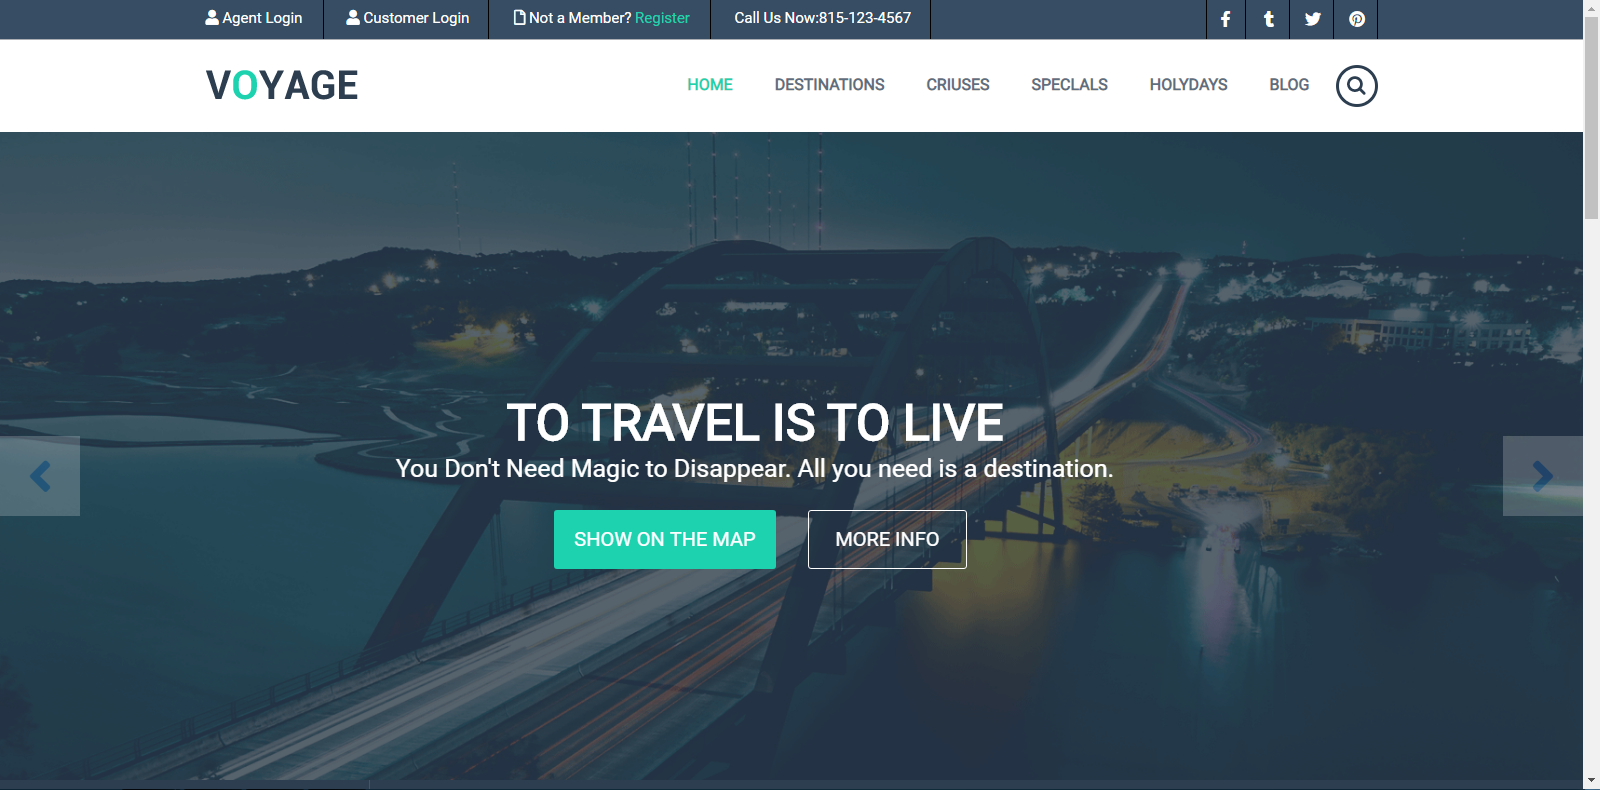 Agent Login
Customer Login
Not a Member? Register
Call Us Now:815-123-4567
VOYAGE
HOME
DESTINATIONS
CRIUSES
SPECLALS
HOLYDAYS
BLOG
TO TRAVEL IS TO LIVE
You Don't Need Magic to Disappear. All you need is a destination.
SHOW ON THE MAP
MORE INFO